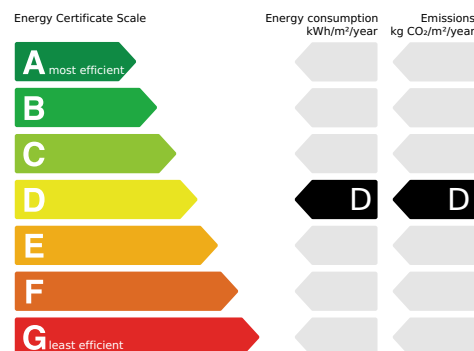 Energy Certificate Scale
Energy consumption
kWh/m²/year
Emissions
kg CO₂/m²/year
A most efficient
B
C
D D D
E
F
G least efficient